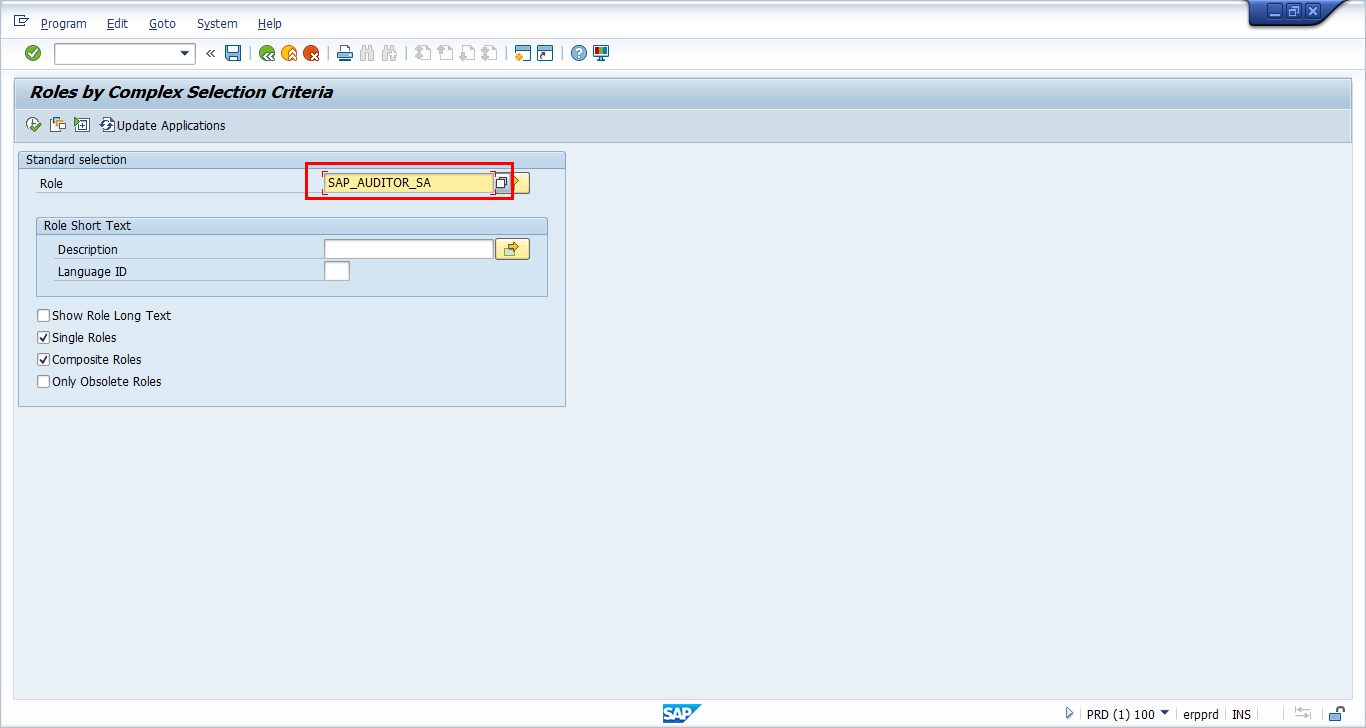 Program Edit Goto System Help
Roles by Complex Selection Criteria
Update Applications
Standard selection
Role SAP_AUDITOR_SA
Role Short Text
Description
Language ID
Show Role Long Text
Single Roles
Composite Roles
Only Obsolete Roles
SAP PRD (1) 100 erpprd INS